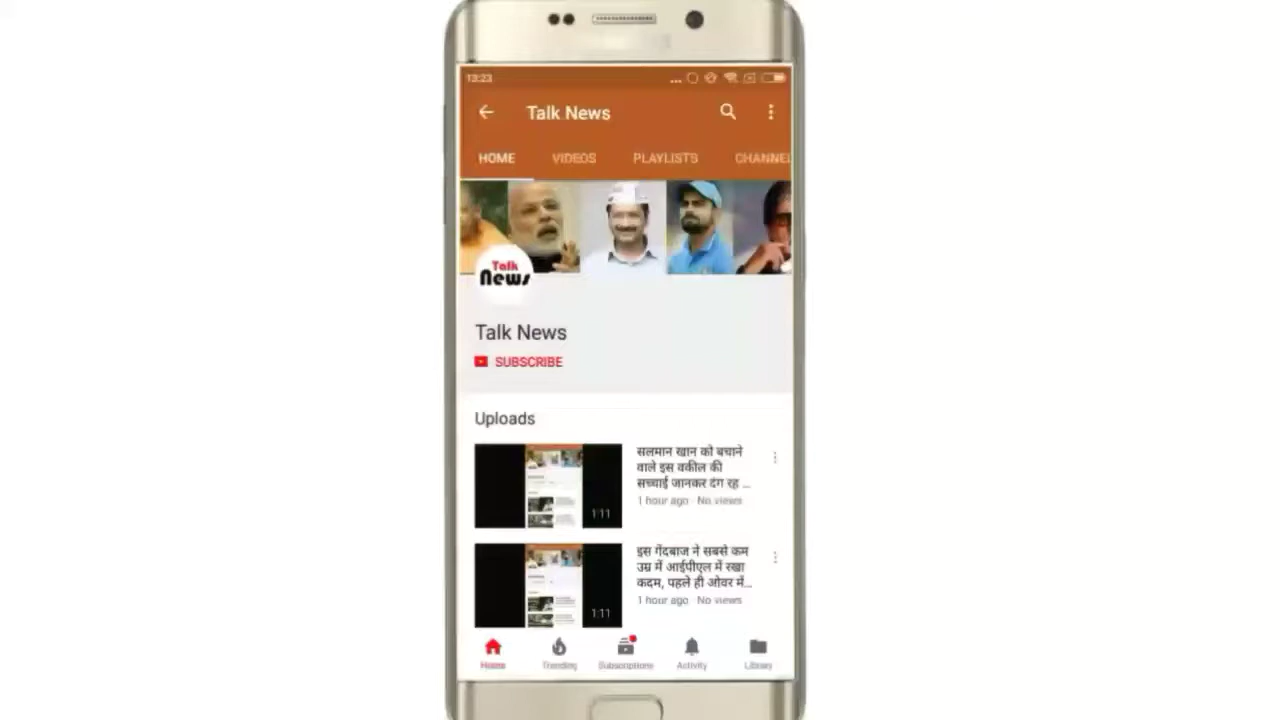 13:23
Talk News
HOME VIDEOS PLAYLISTS CHANNEL
Talk
News
Talk News
SUBSCRIBE
Uploads
सलमान खान को बचाने
वाले इस वकील की
सच्चाई जानकर दंग रह ...
1 hour ago · No views
1:11
इस गेंदबाज ने सबसे कम
उम्र में आईपीएल में रखा
कदम, पहले ही ओवर में...
1 hour ago · No views
1:11
Home Trending Subscriptions Activity Library